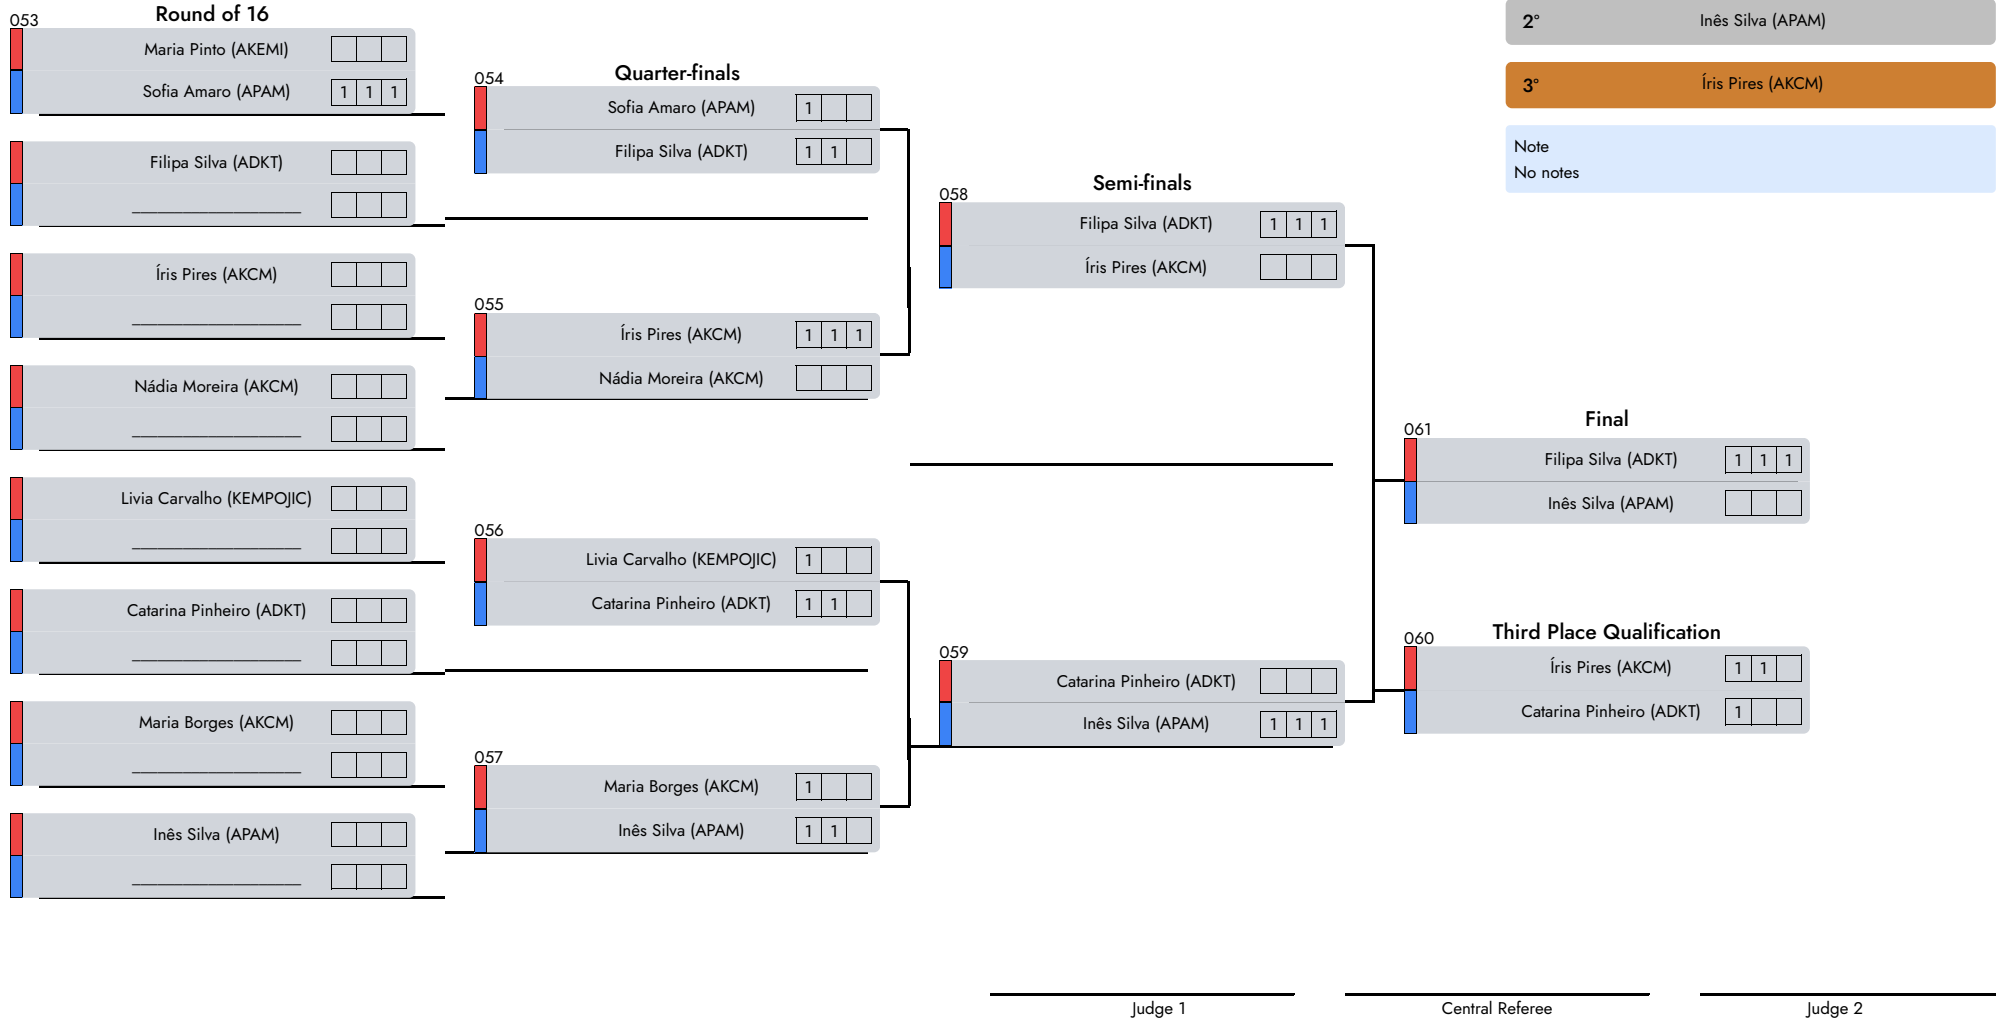 Round of 16
053
Maria Pinto (AKEMI)
Sofia Amaro (APAM) 1 1 1
Filipa Silva (ADKT)
____________________
Íris Pires (AKCM)
____________________
Nádia Moreira (AKCM)
____________________
Livia Carvalho (KEMPOJIC)
____________________
Catarina Pinheiro (ADKT)
____________________
Maria Borges (AKCM)
____________________
Inês Silva (APAM)
____________________
Quarter-finals
054
Sofia Amaro (APAM) 1
Filipa Silva (ADKT) 1 1
055
Íris Pires (AKCM) 1 1 1
Nádia Moreira (AKCM)
056
Livia Carvalho (KEMPOJIC) 1
Catarina Pinheiro (ADKT) 1 1
057
Maria Borges (AKCM) 1
Inês Silva (APAM) 1 1
Semi-finals
058
Filipa Silva (ADKT) 1 1 1
Íris Pires (AKCM)
059
Catarina Pinheiro (ADKT)
Inês Silva (APAM) 1 1 1
Final
061
Filipa Silva (ADKT) 1 1 1
Inês Silva (APAM)
Third Place Qualification
060
Íris Pires (AKCM) 1 1
Catarina Pinheiro (ADKT) 1
2° Inês Silva (APAM)
3° Íris Pires (AKCM)
Note
No notes
Judge 1
Central Referee
Judge 2